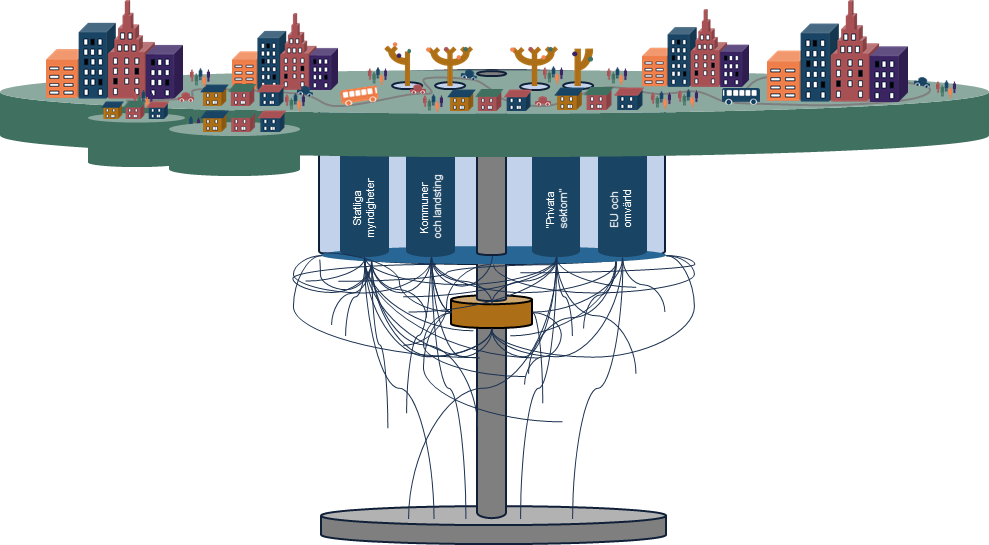 Statliga
myndigheter
Kommuner
och landsting
"Privata
sektorn"
EU och
omvärld